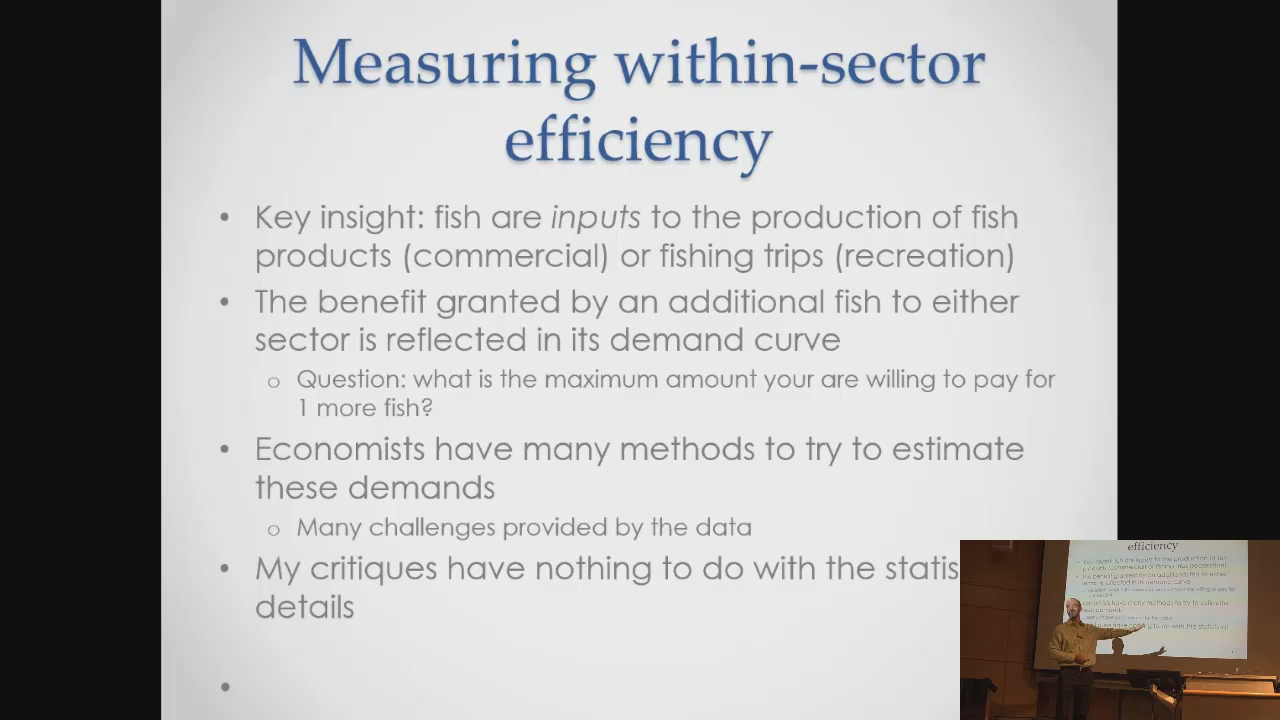 Measuring within-sector
efficiency
• Key insight: fish are inputs to the production of fish
products (commercial) or fishing trips (recreation)
• The benefit granted by an additional fish to either
sector is reflected in its demand curve
o Question: what is the maximum amount your are willing to pay for
1 more fish?
• Economists have many methods to try to estimate
these demands
o Many challenges provided by the data
• My critiques have nothing to do with the statis
details
•
efficiency